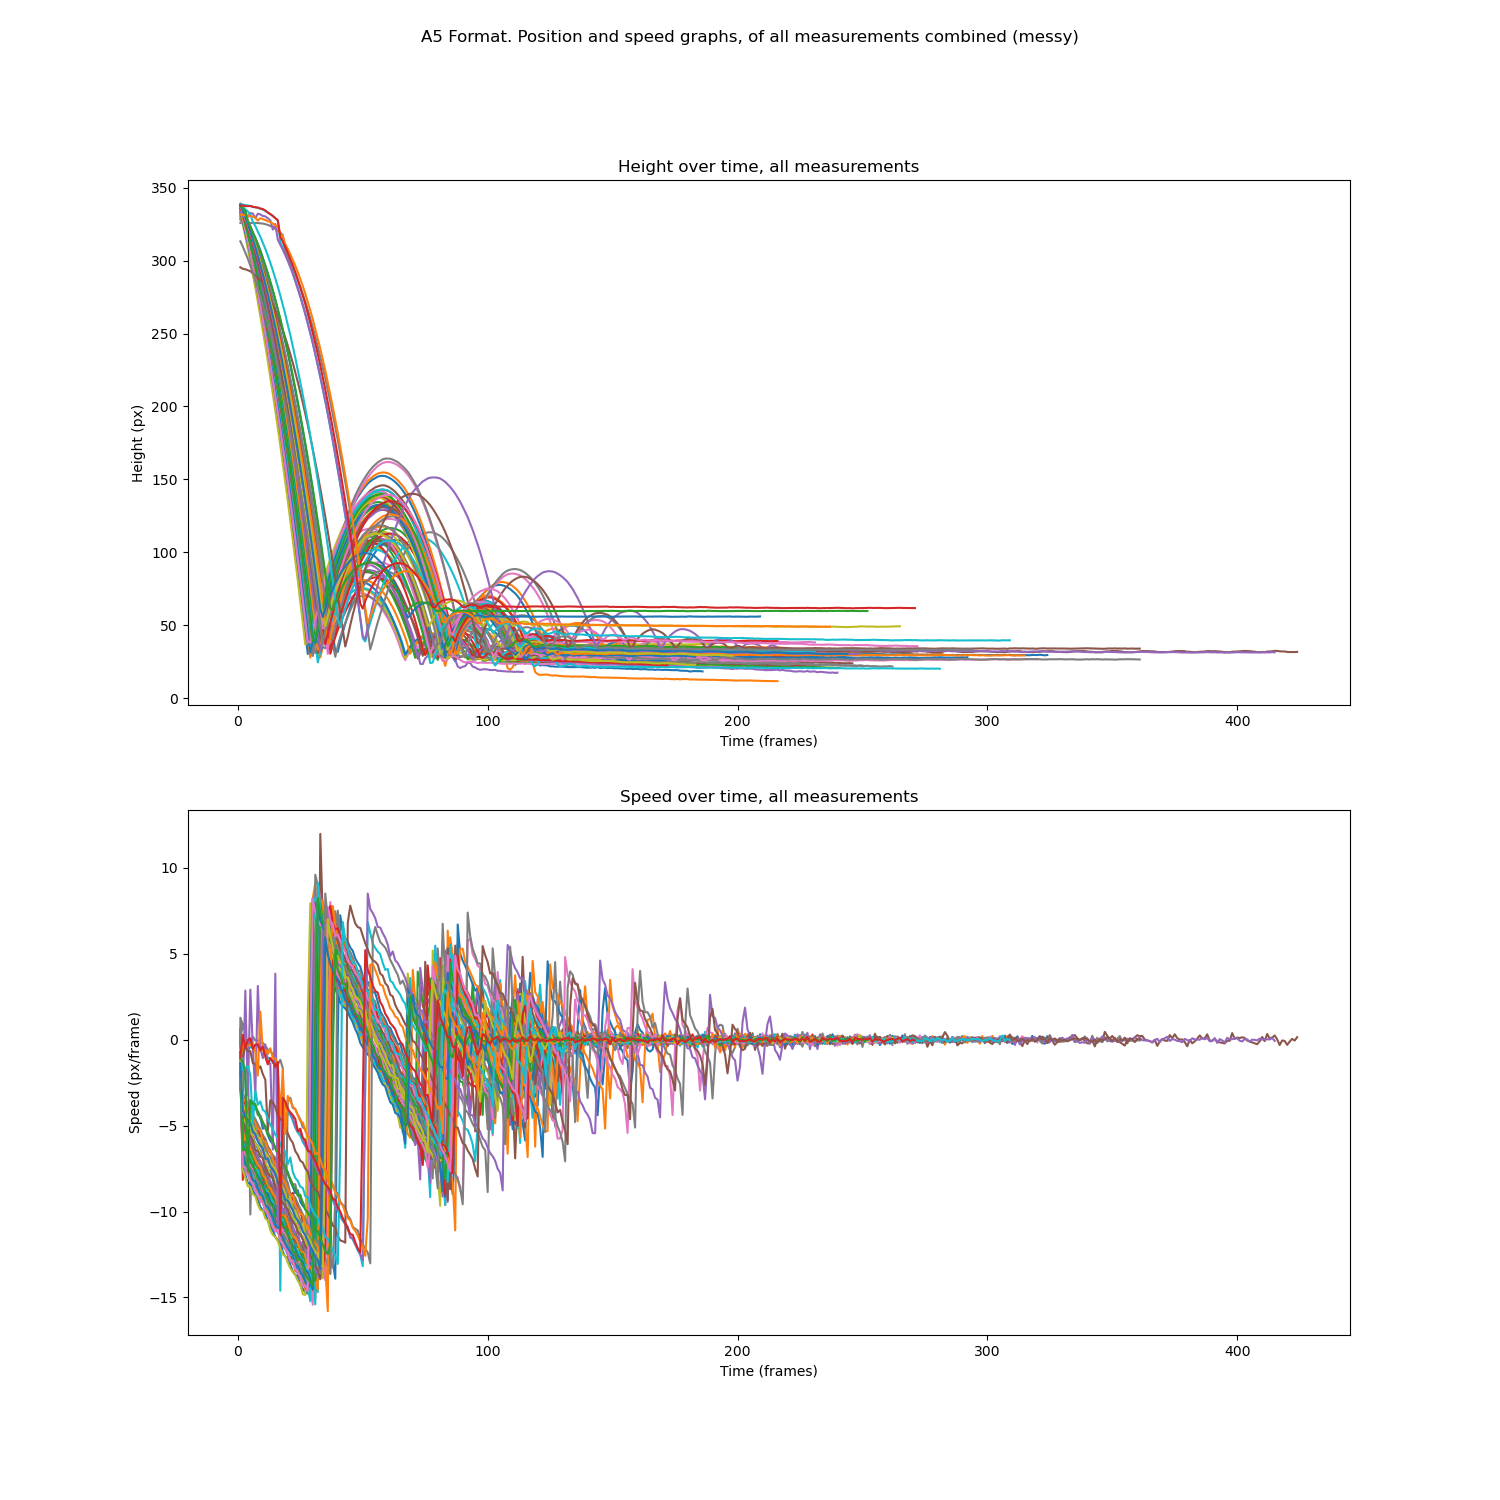 A5 Format. Position and speed graphs, of all measurements combined (messy)
Height over time, all measurements
350
300
250
200
150
100
50
0
Height (px)
0 100 200 300 400
Time (frames)
Speed over time, all measurements
10
5
0
−5
−10
−15
Speed (px/frame)
0 100 200 300 400
Time (frames)